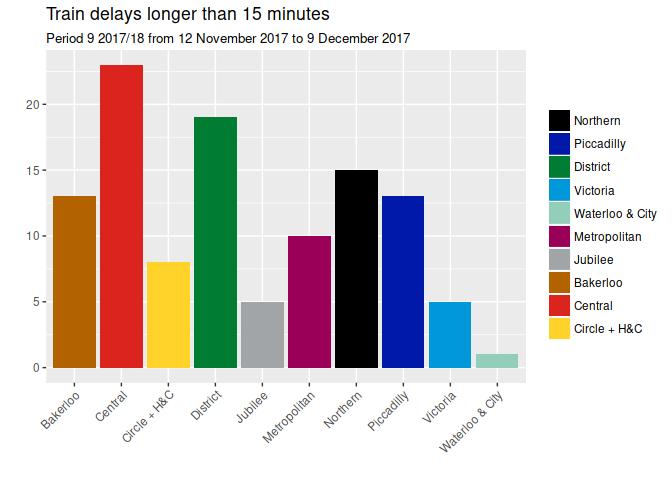 Train delays longer than 15 minutes
Period 9 2017/18 from 12 November 2017 to 9 December 2017
20
15
10
5
0
Bakerloo
Central
Circle + H&C
District
Jubilee
Metropolitan
Northern
Piccadilly
Victoria
Waterloo & City
Northern
Piccadilly
District
Victoria
Waterloo & City
Metropolitan
Jubilee
Bakerloo
Central
Circle + H&C